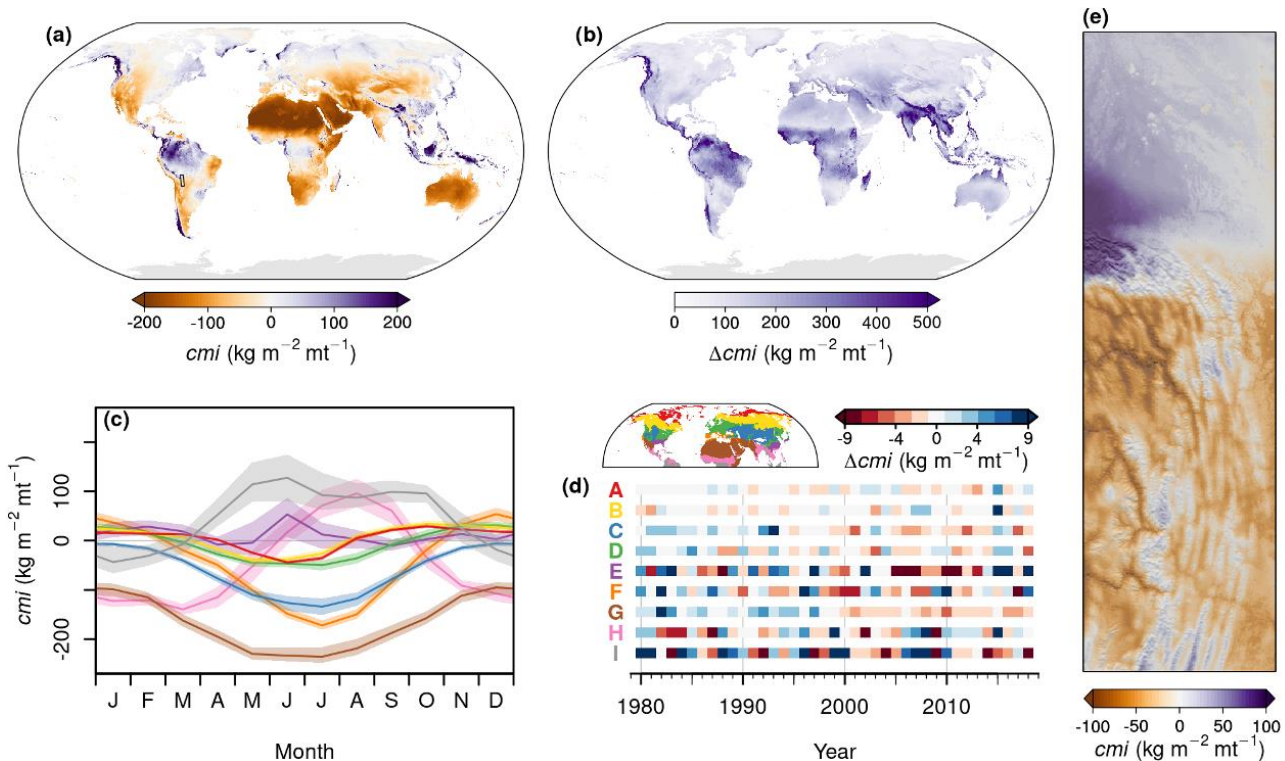 (a)
-200 -100 0 100 200
cmi (kg m⁻² mt⁻¹)
(b)
0 100 200 300 400 500
Δcmi (kg m⁻² mt⁻¹)
(e)
-100 -50 0 50 100
cmi (kg m⁻² mt⁻¹)
(c)
cmi (kg m⁻² mt⁻¹)
100
0
-200
J F M A M J J A S O N D
Month
-9 -4 0 4 9
Δcmi (kg m⁻² mt⁻¹)
(d)
A
B
C
D
E
F
G
H
I
1980 1990 2000 2010
Year